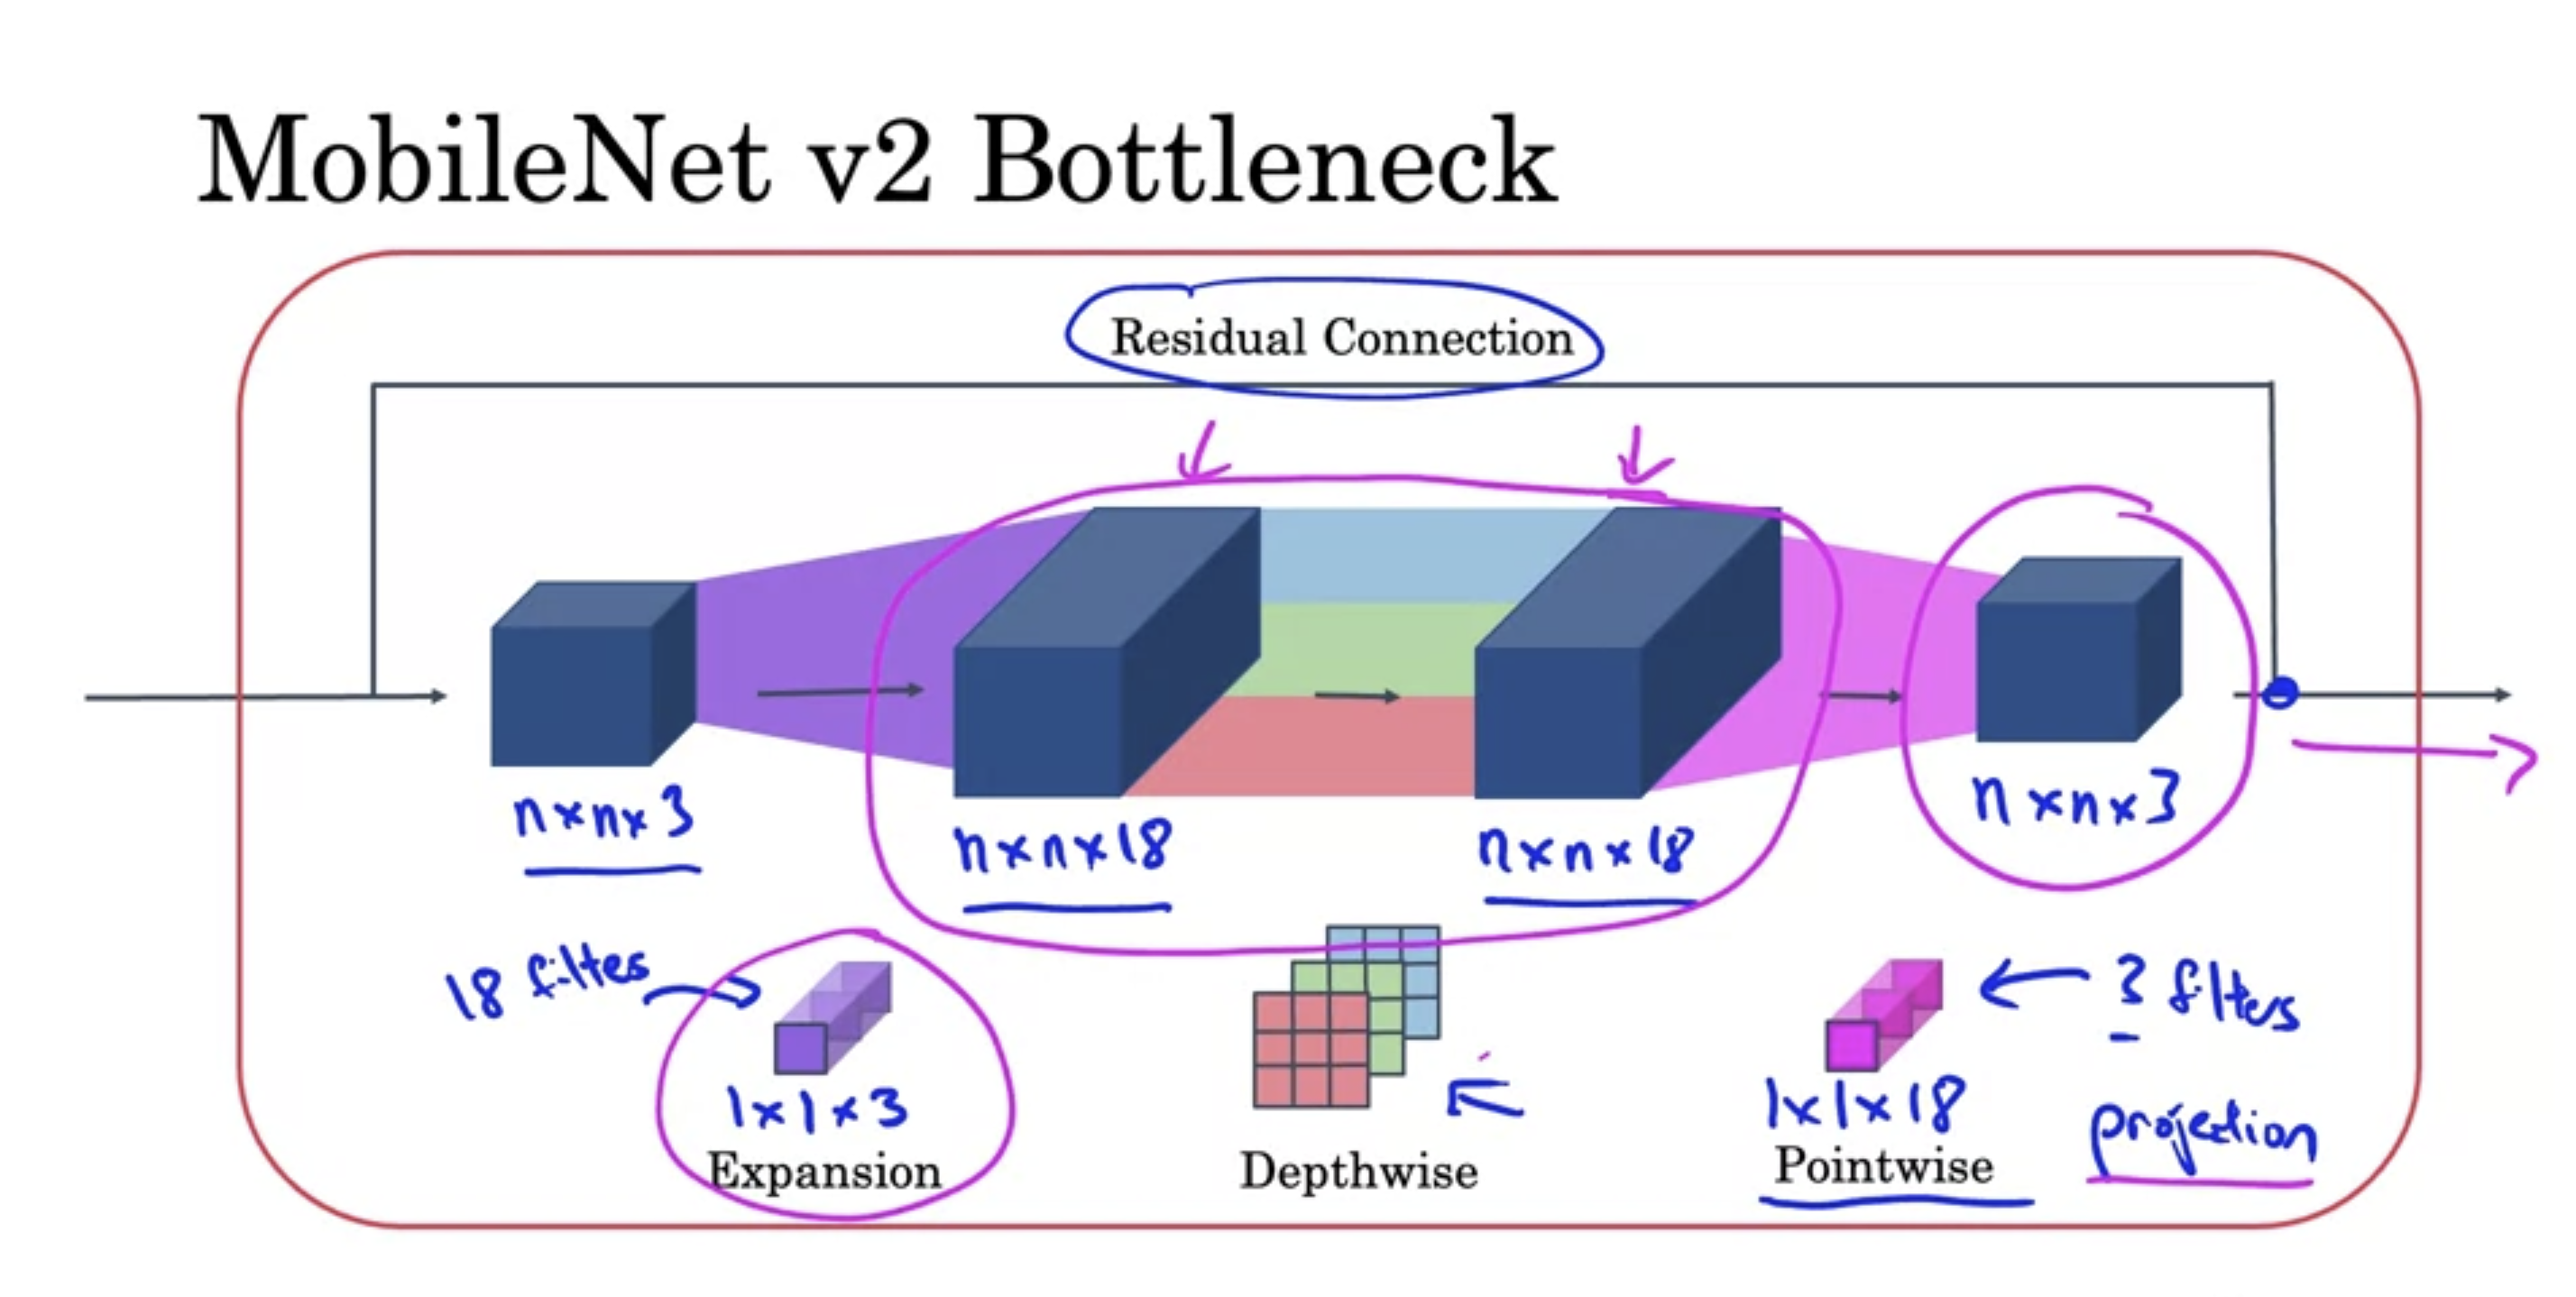 MobileNet v2 Bottleneck
Residual Connection
n×n×3
n×n×18
n×n×18
n×n×3
18 filtes
3 filters
1×1×3
1×1×18
projection
Expansion
Depthwise
Pointwise